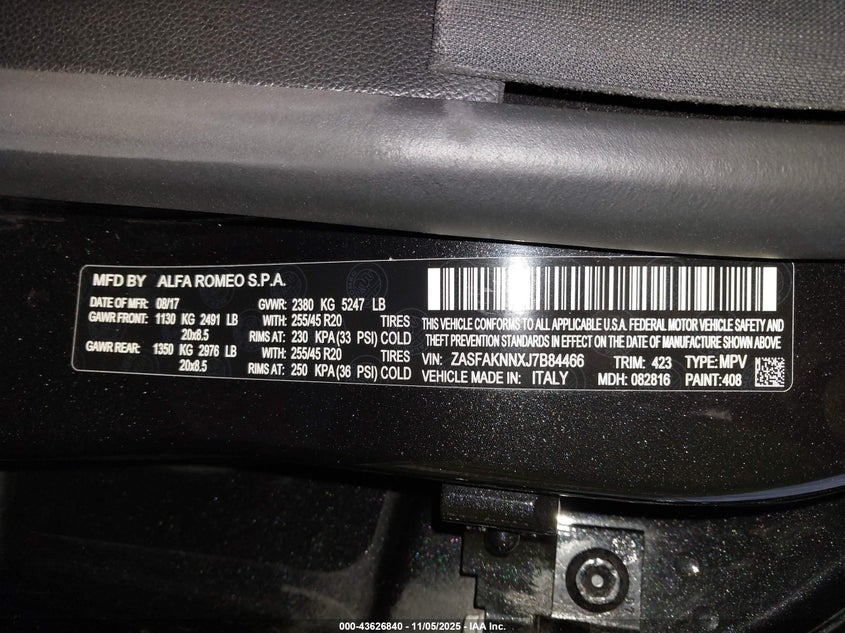 MFD BY ALFA ROMEO S.P.A.
DATE OF MFR: 08/17 GVWR: 2380 KG 5247 LB
GAWR FRONT: 1130 KG 2491 LB WITH: 255/45 R20 TIRES
20x8.5 RIMS AT: 230 KPA (33 PSI) COLD
GAWR REAR: 1350 KG 2976 LB WITH: 255/45 R20 TIRES
20x8.5 RIMS AT: 250 KPA (36 PSI) COLD
THIS VEHICLE CONFORMS TO ALL APPLICABLE U.S.A. FEDERAL MOTOR VEHICLE SAFETY AND
THEFT PREVENTION STANDARDS IN EFFECT ON THE DATE OF MANUFACTURE SHOWN ABOVE
VIN: ZASFAKNNXJ7B84466 TRIM: 423 TYPE: MPV
VEHICLE MADE IN: ITALY MDH: 082816 PAINT: 408
000-43626840 - 11/05/2025 - IAA Inc.